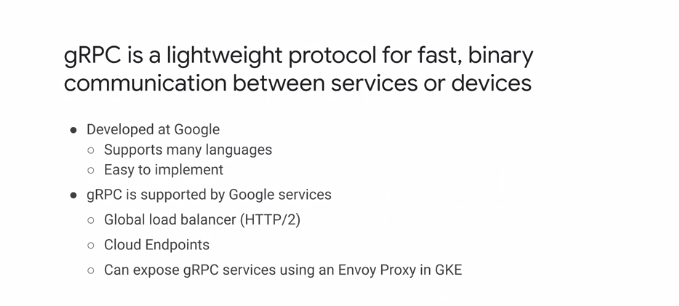 gRPC is a lightweight protocol for fast, binary
communication between services or devices
● Developed at Google
○ Supports many languages
○ Easy to implement
● gRPC is supported by Google services
○ Global load balancer (HTTP/2)
○ Cloud Endpoints
○ Can expose gRPC services using an Envoy Proxy in GKE